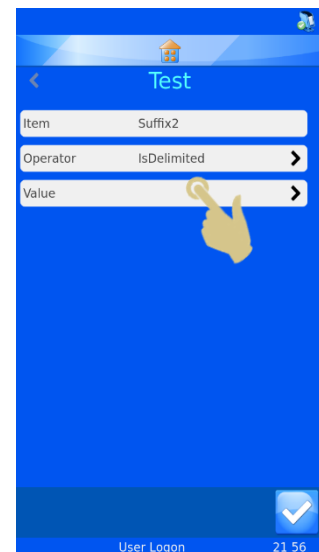 Test
Item Suffix2
Operator IsDelimited
Value
User Logon 21 56